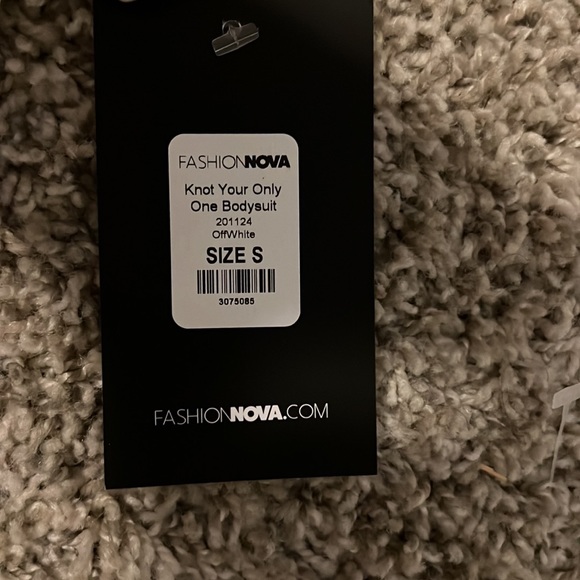 FASHIONNOVA
Knot Your Only
One Bodysuit
201124
OffWhite
SIZE S
3075085
FASHIONNOVA.COM